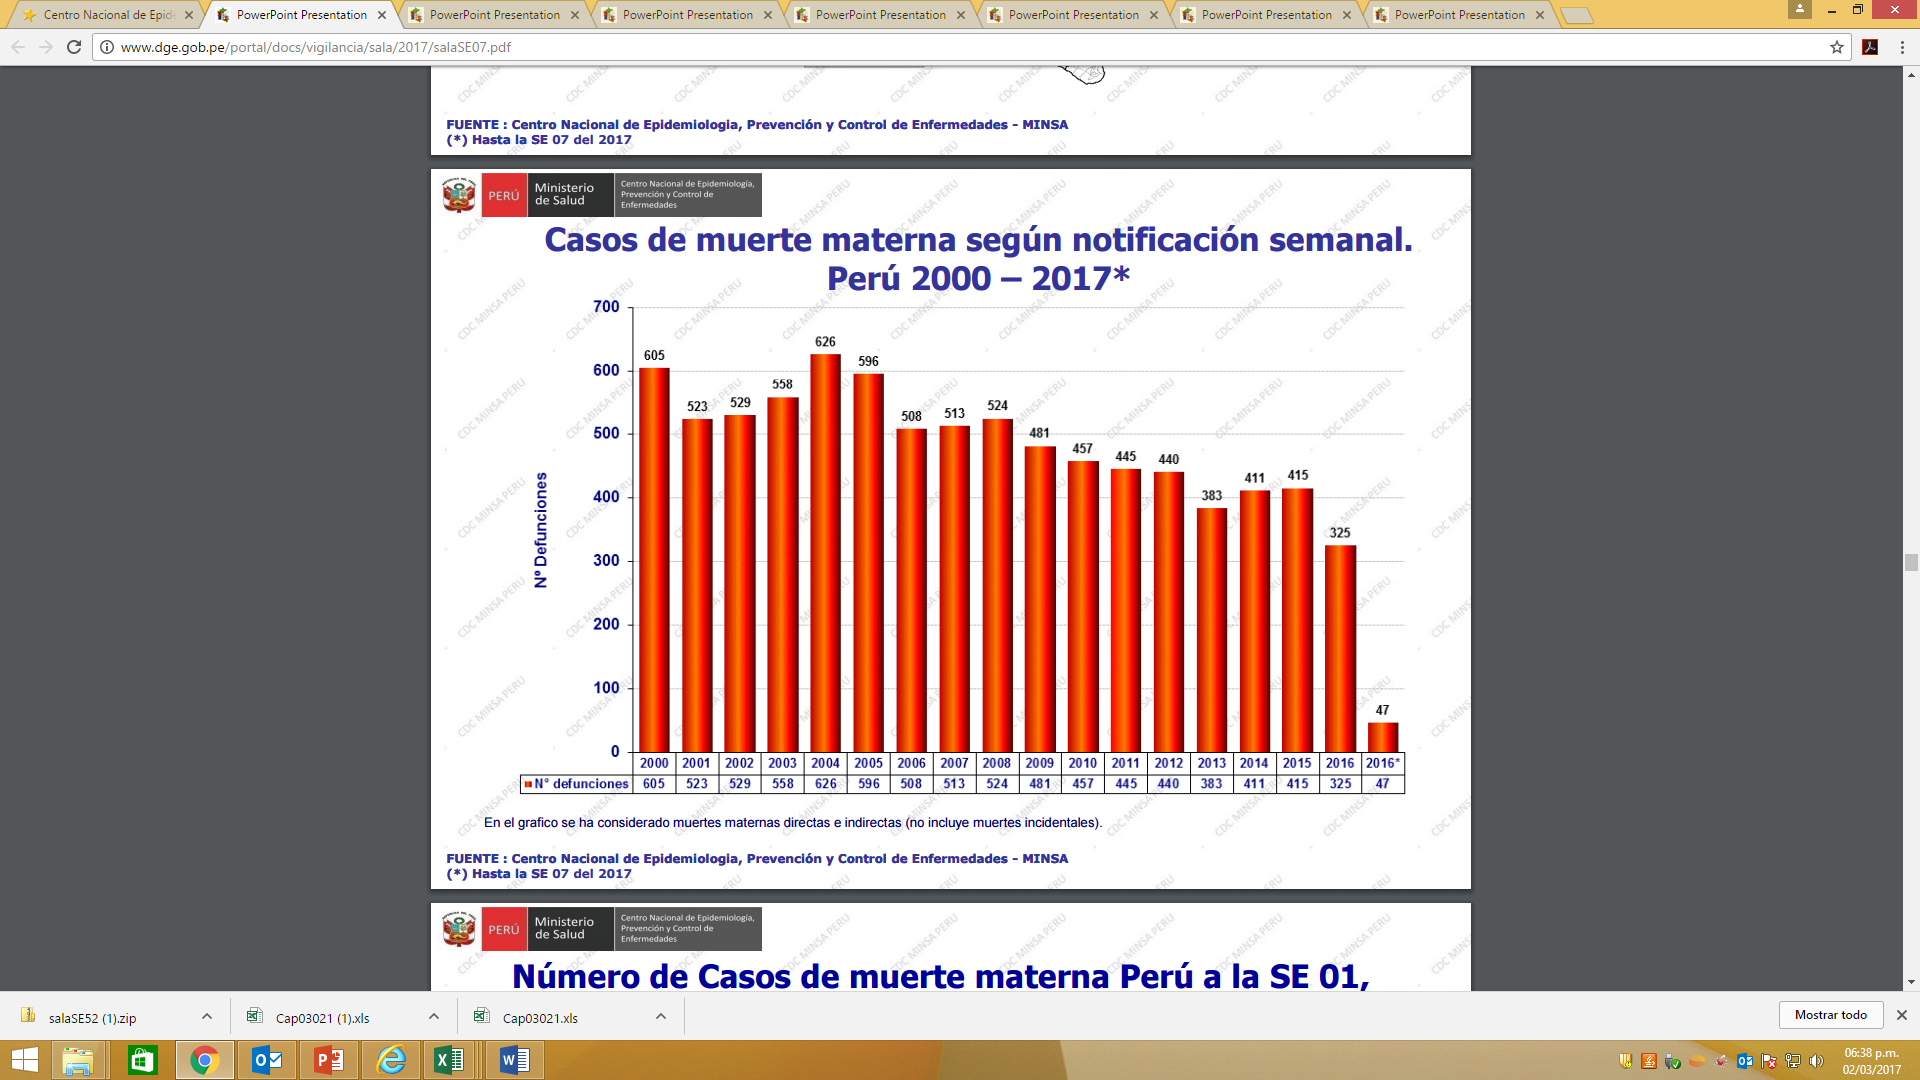 Centro Nacional de Epid
PowerPoint Presentation
PowerPoint Presentation
PowerPoint Presentation
PowerPoint Presentation
PowerPoint Presentation
PowerPoint Presentation
PowerPoint Presentation
www.dge.gob.pe/portal/docs/vigilancia/sala/2017/salaSE07.pdf
FUENTE : Centro Nacional de Epidemiologia, Prevención y Control de Enfermedades - MINSA
(*) Hasta la SE 07 del 2017
PERÚ
Ministerio
de Salud
Centro Nacional de Epidemiología,
Prevención y Control de
Enfermedades
Casos de muerte materna según notificación semanal.
Perú 2000 – 2017*
700
600
500
400
300
200
100
0
Nº Defunciones
605 523 529 558 626 596 508 513 524 481 457 445 440 383 411 415 325 47
2000 2001 2002 2003 2004 2005 2006 2007 2008 2009 2010 2011 2012 2013 2014 2015 2016 2016*
N° defunciones 605 523 529 558 626 596 508 513 524 481 457 445 440 383 411 415 325 47
En el grafico se ha considerado muertes maternas directas e indirectas (no incluye muertes incidentales).
FUENTE : Centro Nacional de Epidemiologia, Prevención y Control de Enfermedades - MINSA
(*) Hasta la SE 07 del 2017
CDC MINSA PERU
PERÚ
Ministerio
de Salud
Centro Nacional de Epidemiología,
Prevención y Control de
Enfermedades
Número de Casos de muerte materna Perú a la SE 01,
salaSE52 (1).zip
Cap03021 (1).xls
Cap03021.xls
Mostrar todo
06:38 p.m.
02/03/2017